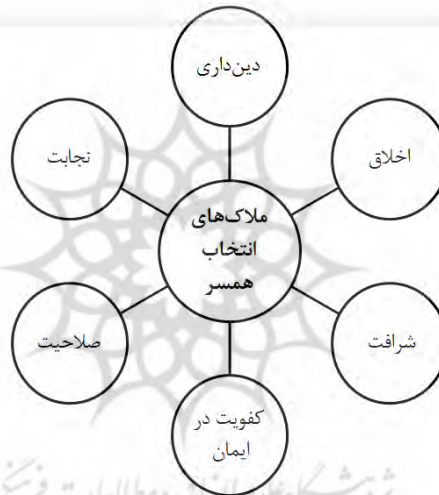 دین‌داری
اخلاق
نجابت
ملاک‌های
انتخاب
همسر
شرافت
صلاحیت
کفویت در
ایمان